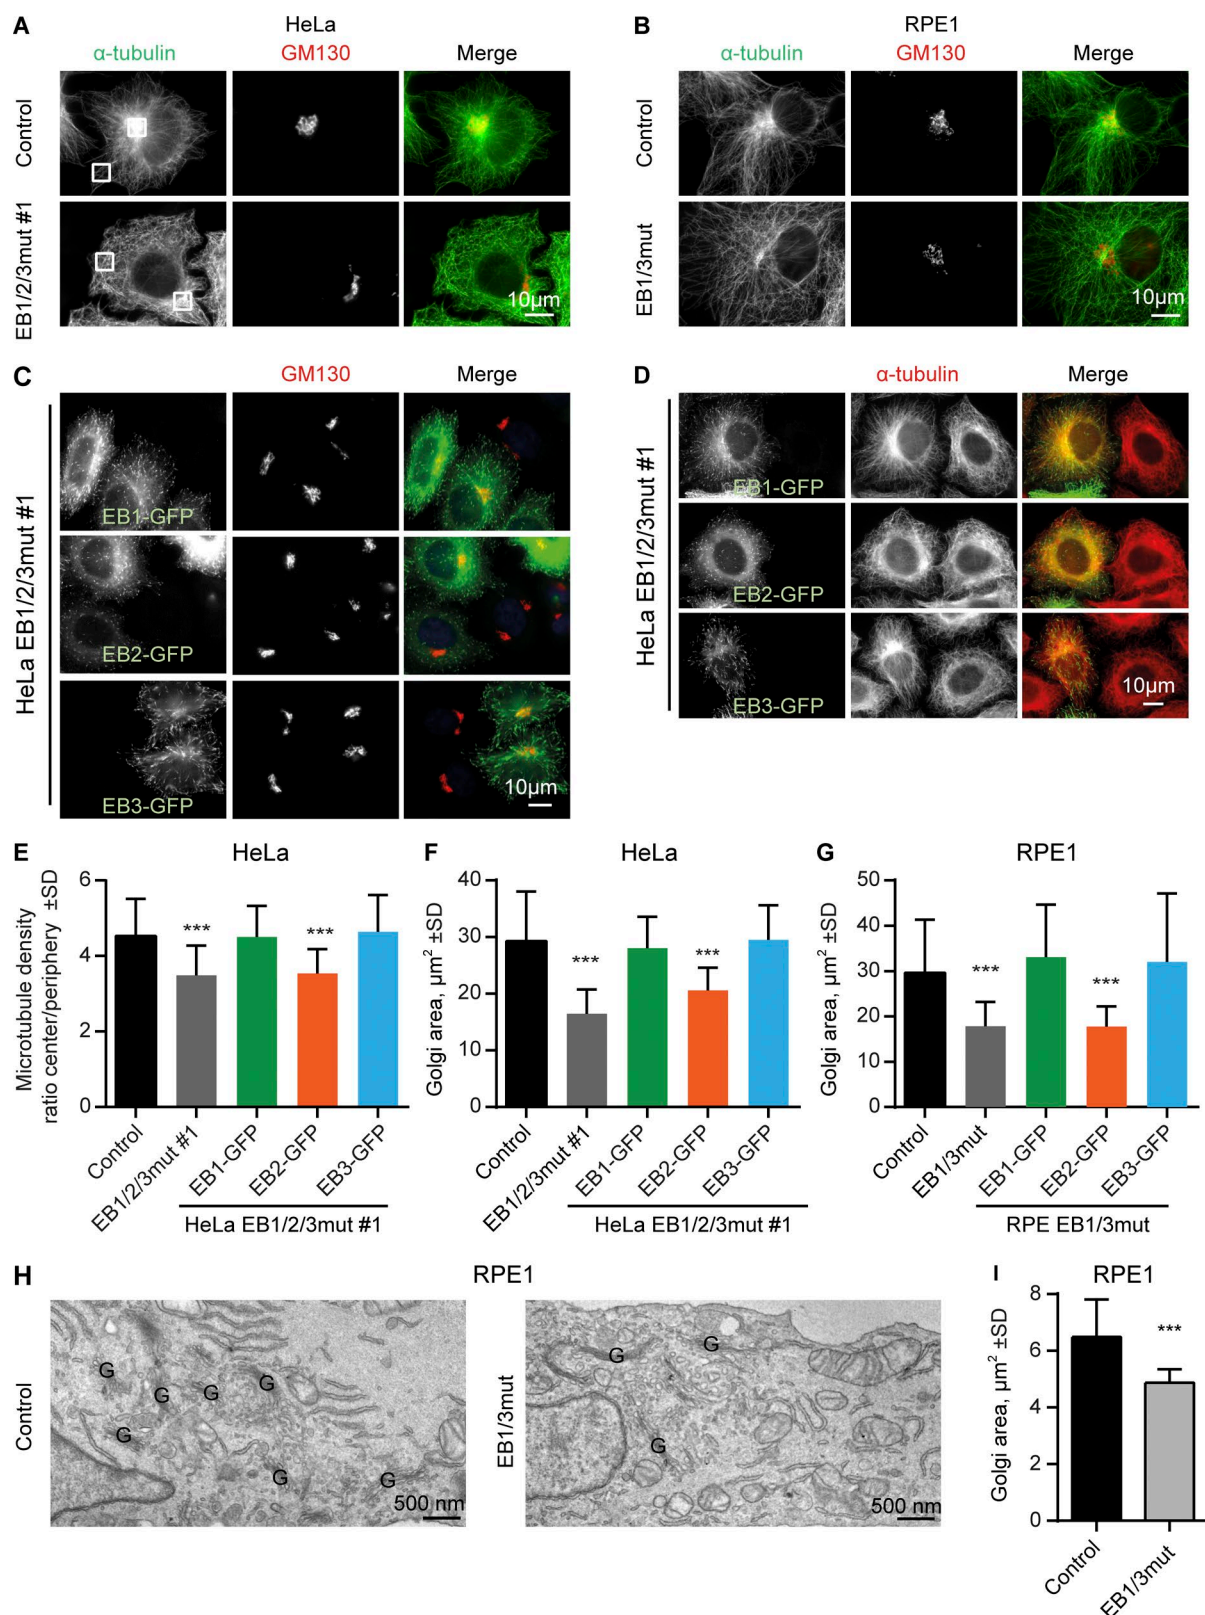 A
HeLa
α-tubulin
GM130
Merge
Control
EB1/2/3mut #1
10µm
B
RPE1
α-tubulin
GM130
Merge
Control
EB1/3mut
10µm
C
GM130
Merge
HeLa EB1/2/3mut #1
EB1-GFP
EB2-GFP
EB3-GFP
10µm
D
α-tubulin
Merge
HeLa EB1/2/3mut #1
EB1-GFP
EB2-GFP
EB3-GFP
10µm
E
HeLa
Microtubule density
ratio center/periphery ±SD
6
4
2
0
***
***
Control
EB1/2/3mut #1
EB1-GFP
EB2-GFP
EB3-GFP
HeLa EB1/2/3mut #1
F
HeLa
Golgi area, µm² ±SD
40
30
20
10
0
***
***
Control
EB1/2/3mut #1
EB1-GFP
EB2-GFP
EB3-GFP
HeLa EB1/2/3mut #1
G
RPE1
Golgi area, µm² ±SD
50
40
30
20
10
0
***
***
Control
EB1/3mut
EB1-GFP
EB2-GFP
EB3-GFP
RPE EB1/3mut
H
RPE1
Control
G
G
G
G
G
G
G
500 nm
EB1/3mut
G
G
G
500 nm
I
RPE1
Golgi area, µm² ±SD
8
6
4
2
0
***
Control
EB1/3mut